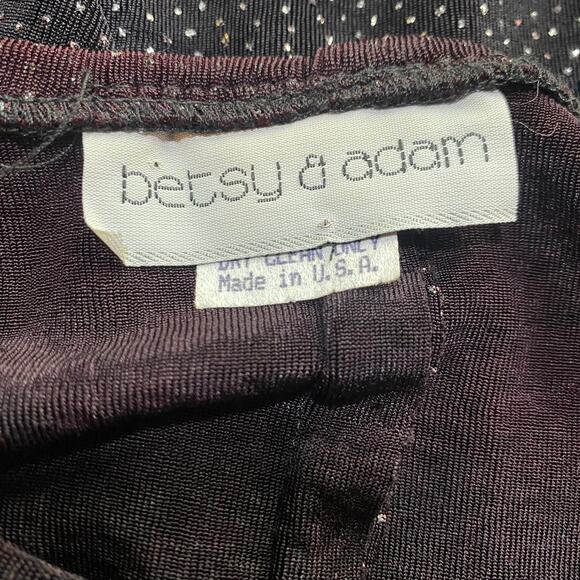 betsy & adam
DRY CLEAN ONLY
Made in U.S.A.